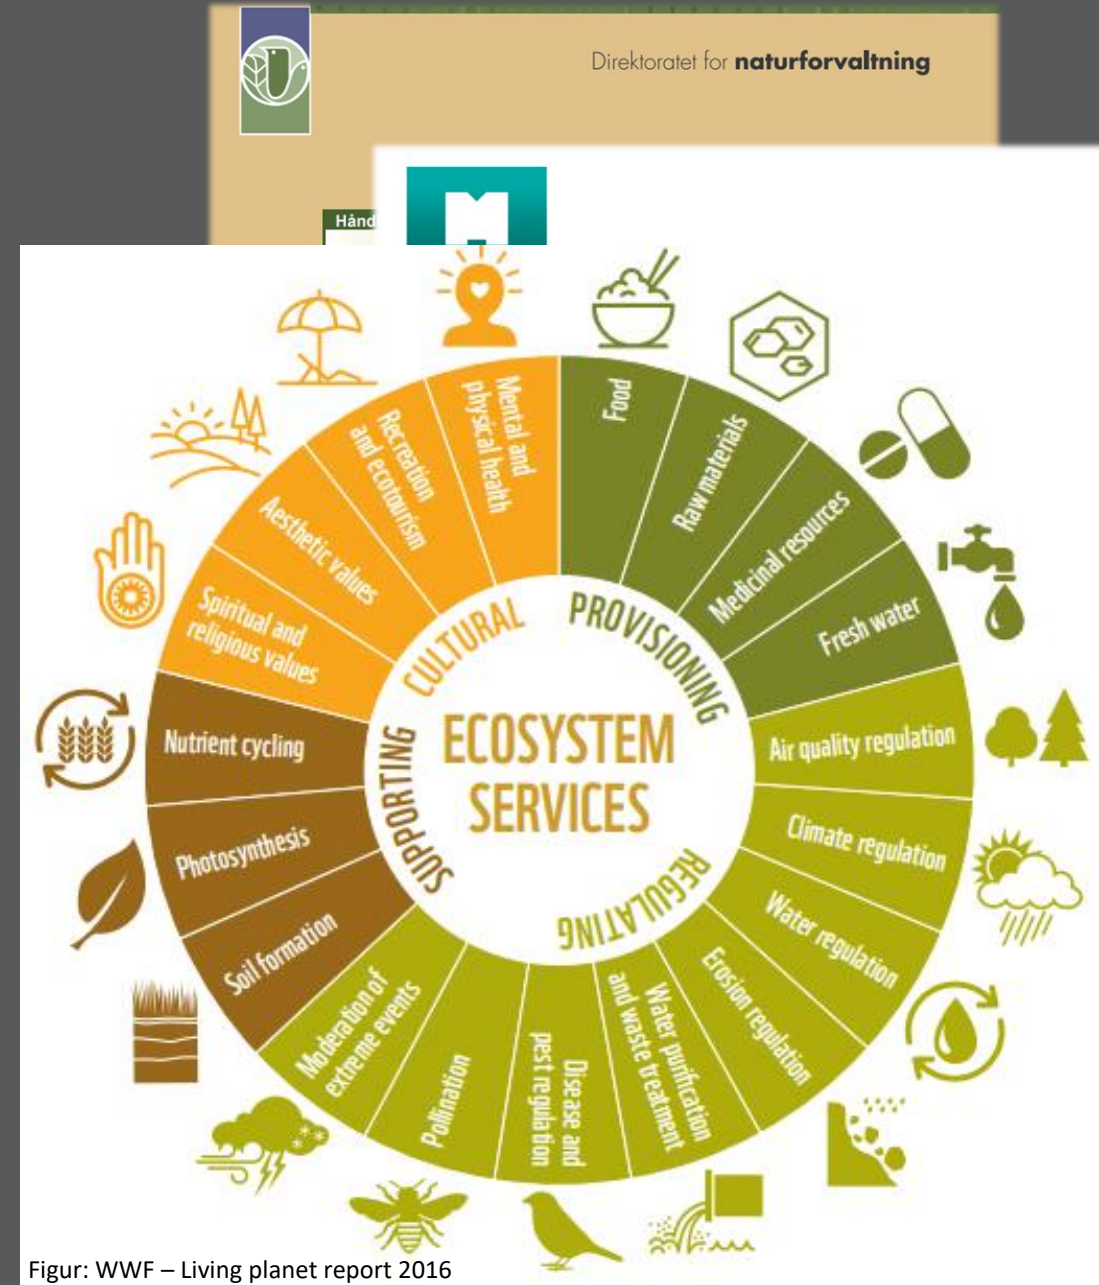 Direktoratet for naturforvaltning
Hånd
ECOSYSTEM
SERVICES
PROVISIONING
Food
Raw materials
Medicinal resources
Fresh water
REGULATING
Air quality regulation
Climate regulation
Water regulation
Erosion regulation
Water purification
and waste treatment
Disease and
pest regulation
Pollination
Moderation of
extreme events
SUPPORTING
Soil formation
Photosynthesis
Nutrient cycling
CULTURAL
Spiritual and
religious values
Aesthetic values
Recreation
and ecotourism
Mental and
physical health
Figur: WWF – Living planet report 2016